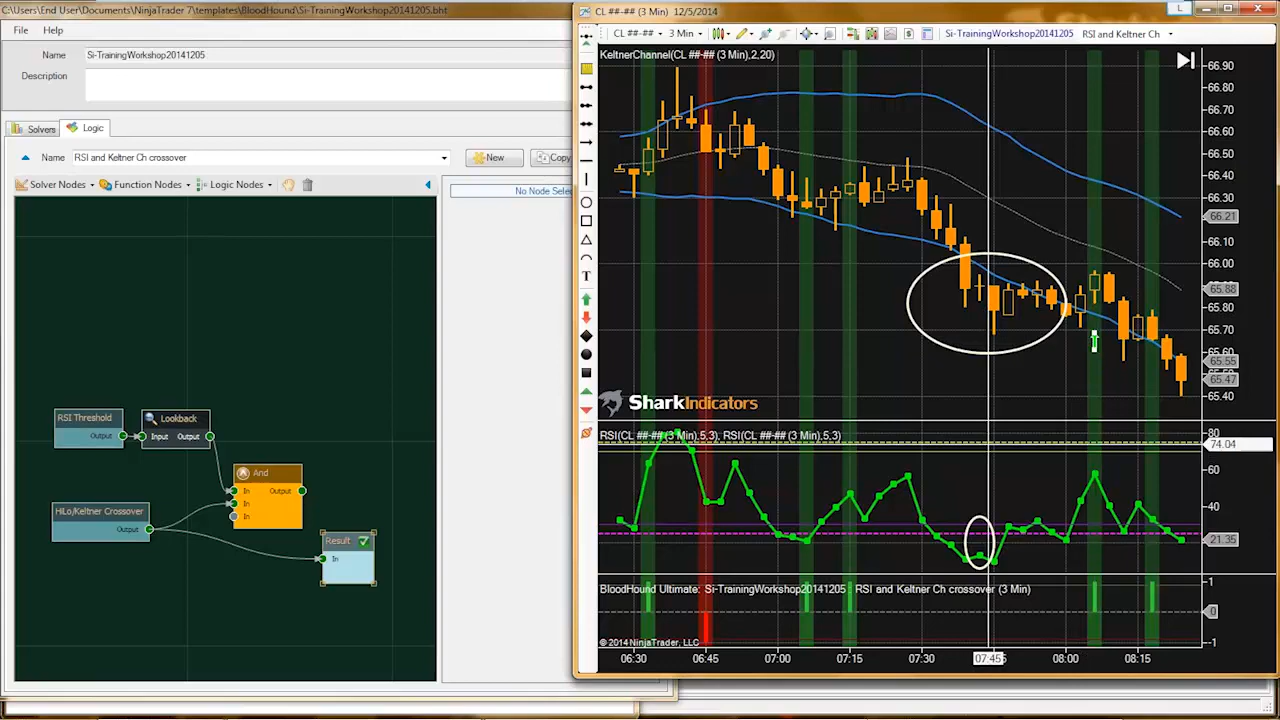 C:\Users\End User\Documents\NinjaTrader 7\templates\BloodHound\Si-TrainingWorkshop20141205.bht
File Help
Name Si-TrainingWorkshop20141205
Description
Solvers Logic
Name RSI and Keltner Ch crossover New Copy
Solver Nodes Function Nodes Logic Nodes
No Node Sele
RSI Threshold
Output
Lookback
Input Output
And
In Output
In
In
HiLo/Keltner Crossover
Output
Result
In
CL ##-## (3 Min) 12/5/2014
L
CL ##-## 3 Min $ Si-TrainingWorkshop20141205 RSI and Keltner Ch
KeltnerChannel(CL ##-## (3 Min),2,20)
T
66.90
66.80
66.70
66.60
66.50
66.40
66.30
66.21
66.10
66.00
65.88
65.80
65.70
65.60
65.55
65.47
65.40
SharkIndicators
RSI(CL ##-## (3 Min),5,3), RSI(CL ##-## (3 Min),5,3)
80
74.04
60
40
21.35
BloodHound Ultimate: Si-TrainingWorkshop20141205 : RSI and Keltner Ch crossover (3 Min)
1
0
-1
© 2014 NinjaTrader, LLC
06:30 06:45 07:00 07:15 07:30 07:45 08:00 08:15